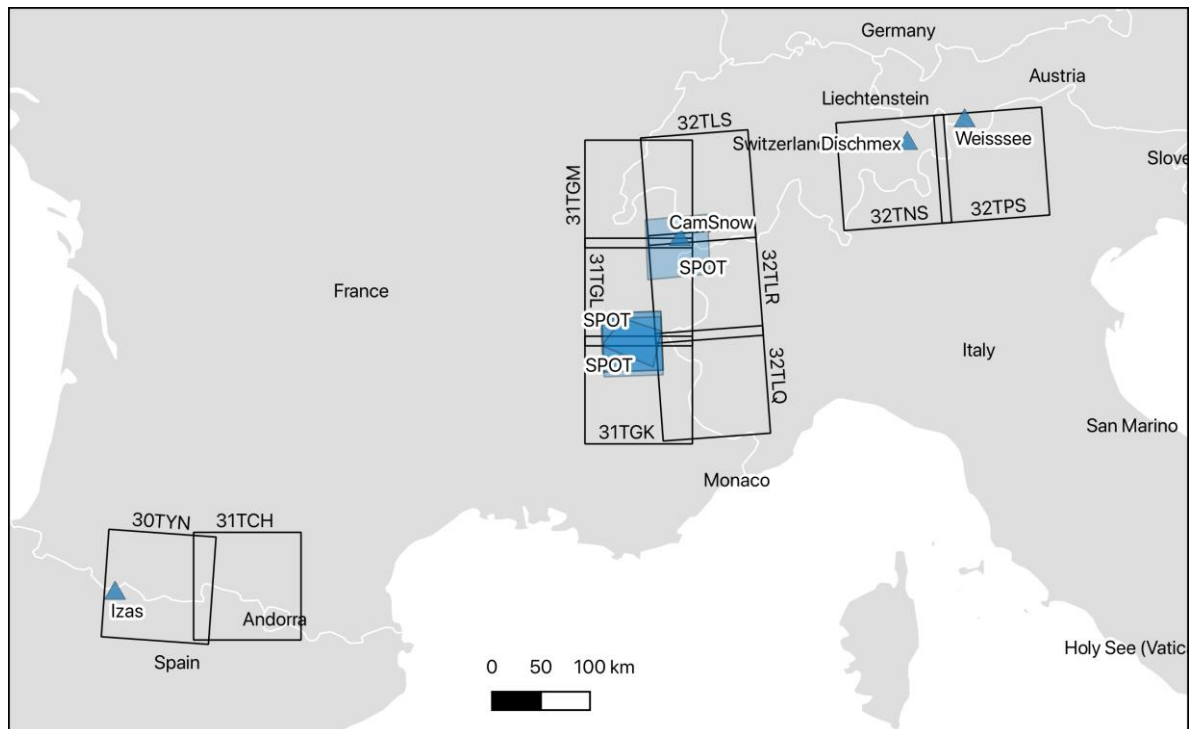 Germany
Austria
Liechtenstein
32TLS
Switzerlan
Dischmex
Weisssee
Slove
31TGM
32TNS
32TPS
CamSnow
SPOT
31TGL
32TLR
France
SPOT
SPOT
Italy
32TLQ
31TGK
San Marino
Monaco
30TYN
31TCH
Izas
Andorra
Spain
Holy See (Vatic
0 50 100 km